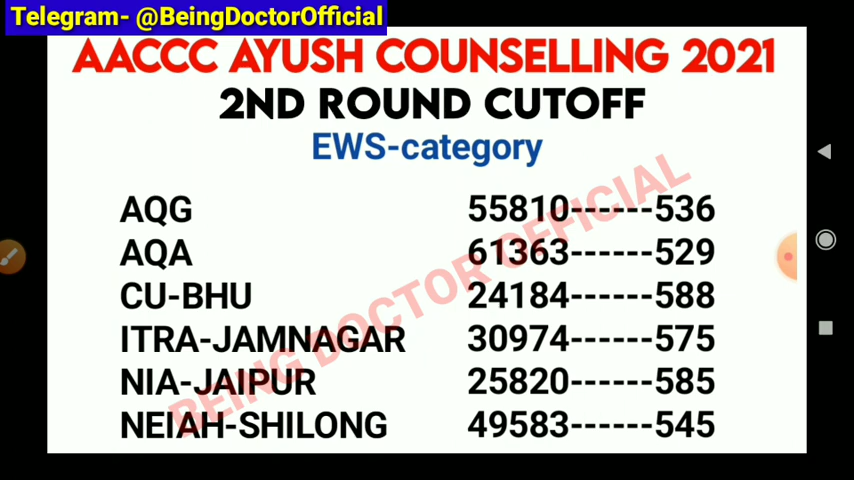 Telegram- @BeingDoctorOfficial
AACCC AYUSH COUNSELLING 2021
2ND ROUND CUTOFF
EWS-category
AQG 55810------536
AQA 61363------529
CU-BHU 24184------588
ITRA-JAMNAGAR 30974------575
NIA-JAIPUR 25820------585
NEIAH-SHILONG 49583------545
BEING DOCTOR OFFICIAL